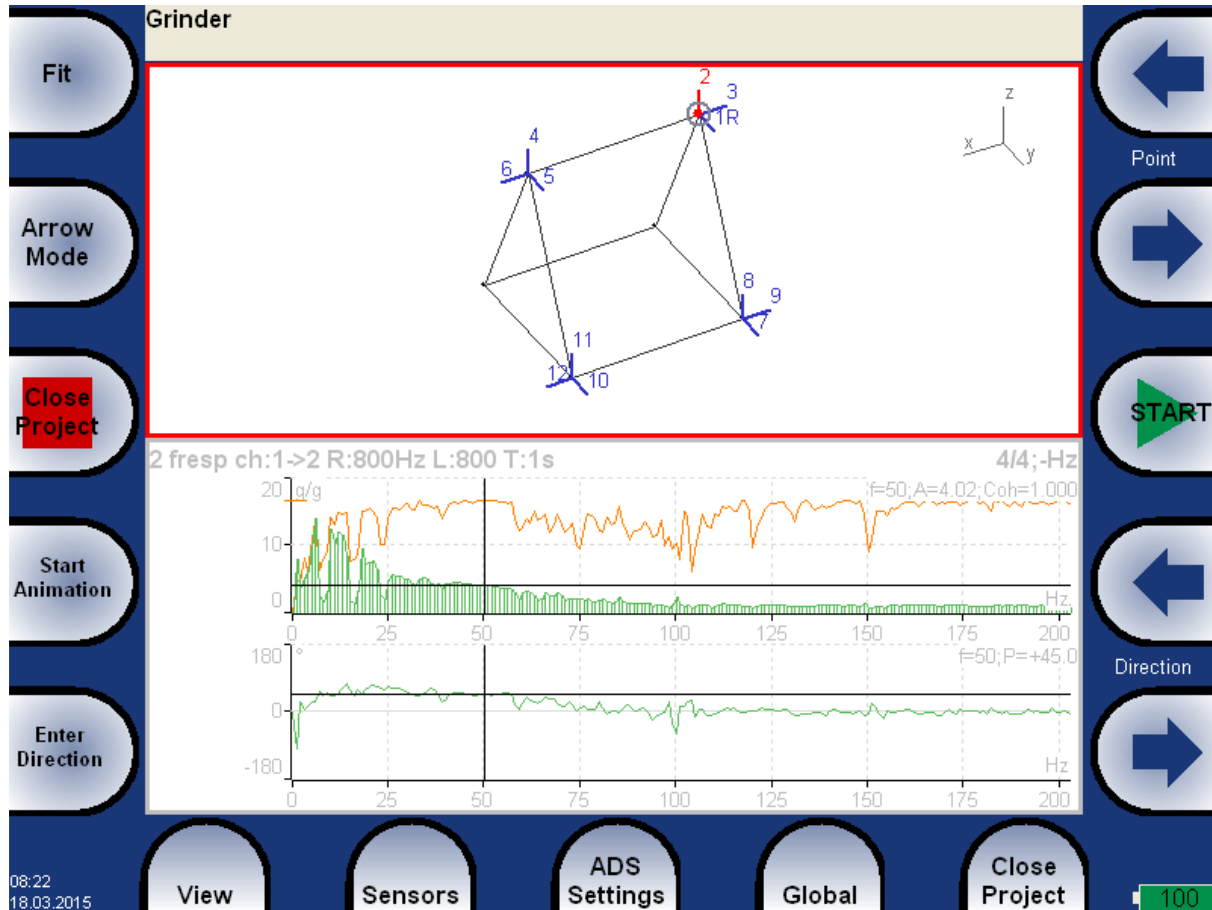 Grinder
Fit
Arrow
Mode
Close
Project
Start
Animation
Enter
Direction
2
3
1R
4
6
5
8
9
7
11
12
10
z
x
y
Point
START
Direction
2 fresp ch:1->2 R:800Hz L:800 T:1s
4/4;-Hz
20
g/g
f=50;A=4.02;Coh=1.000
10
0
Hz
0 25 50 75 100 125 150 175 200
180
°
f=50;P=+45.0
0
-180
Hz
0 25 50 75 100 125 150 175 200
08:22
18.03.2015
View
Sensors
ADS
Settings
Global
Close
Project
100